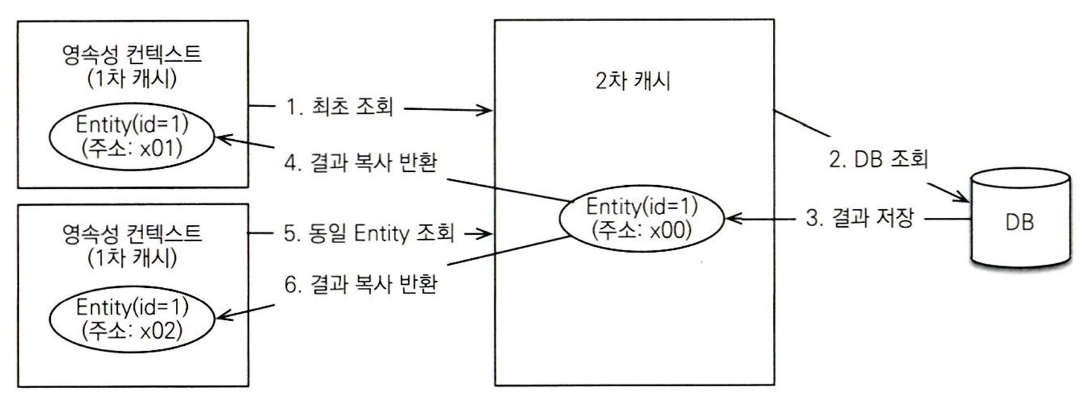 영속성 컨텍스트
(1차 캐시)
Entity(id=1)
(주소: x01)
영속성 컨텍스트
(1차 캐시)
Entity(id=1)
(주소: x02)
1. 최초 조회
4. 결과 복사 반환
5. 동일 Entity 조회
6. 결과 복사 반환
2차 캐시
Entity(id=1)
(주소: x00)
2. DB 조회
3. 결과 저장
DB